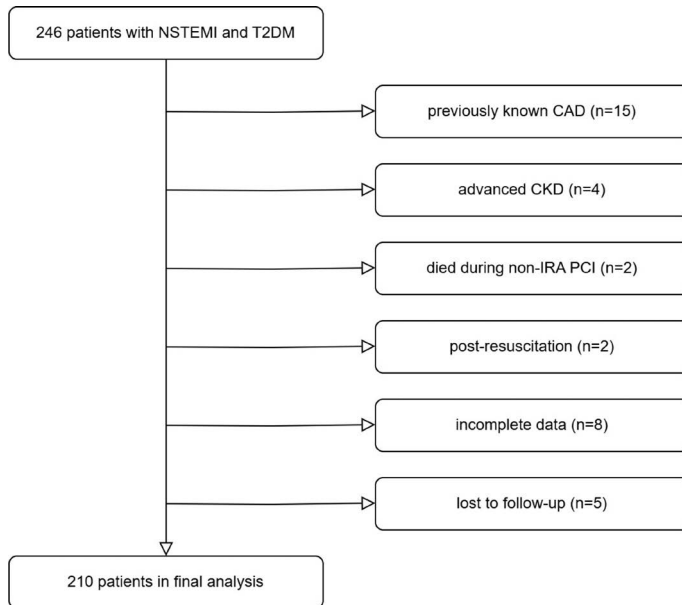 246 patients with NSTEMI and T2DM
previously known CAD (n=15)
advanced CKD (n=4)
died during non-IRA PCI (n=2)
post-resuscitation (n=2)
incomplete data (n=8)
lost to follow-up (n=5)
210 patients in final analysis